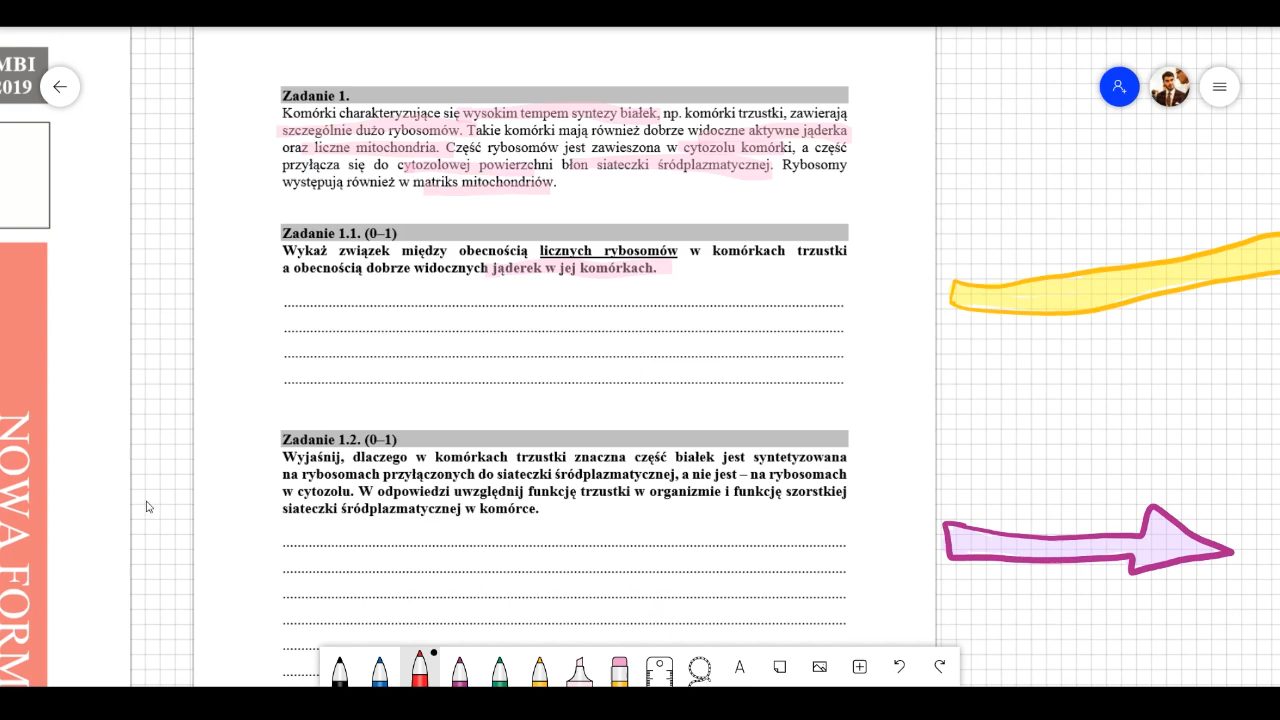 MBI
2019
NOWA FORM
Zadanie 1.
Komórki charakteryzujące się wysokim tempem syntezy białek, np. komórki trzustki, zawierają
szczególnie dużo rybosomów. Takie komórki mają również dobrze widoczne aktywne jąderka
oraz liczne mitochondria. Część rybosomów jest zawieszona w cytozolu komórki, a część
przyłącza się do cytozolowej powierzchni błon siateczki śródplazmatycznej. Rybosomy
występują również w matriks mitochondriów.
Zadanie 1.1. (0–1)
Wykaż związek między obecnością licznych rybosomów w komórkach trzustki
a obecnością dobrze widocznych jąderek w jej komórkach.
Zadanie 1.2. (0–1)
Wyjaśnij, dlaczego w komórkach trzustki znaczna część białek jest syntetyzowana
na rybosomach przyłączonych do siateczki śródplazmatycznej, a nie jest – na rybosomach
w cytozolu. W odpowiedzi uwzględnij funkcję trzustki w organizmie i funkcję szorstkiej
siateczki śródplazmatycznej w komórce.
A